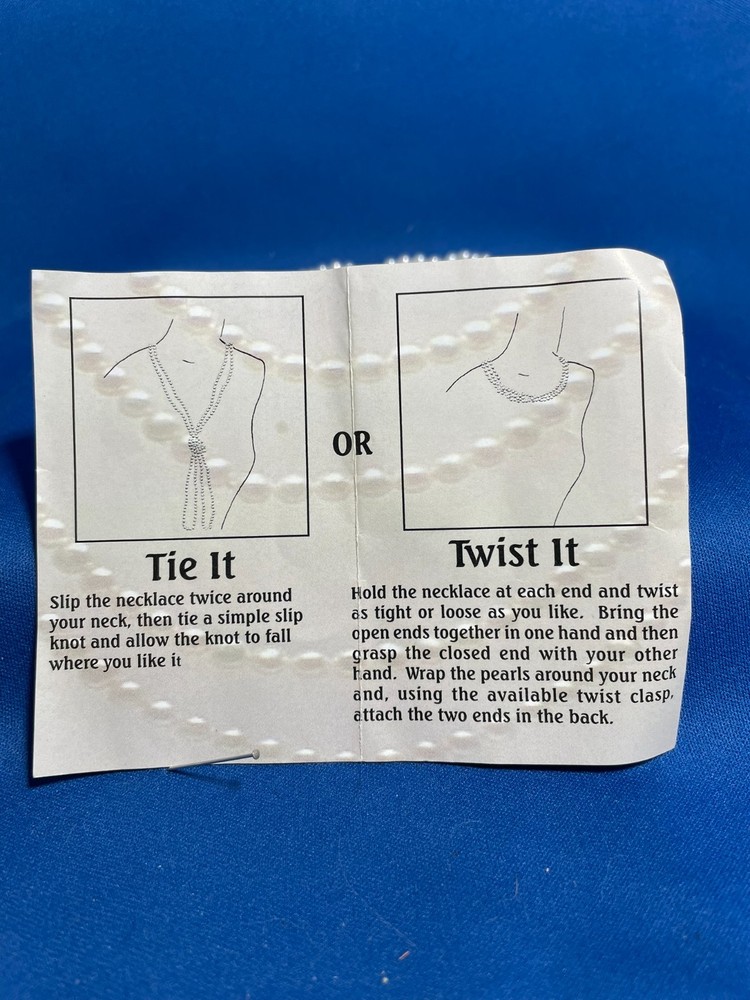 OR
Tie It
Slip the necklace twice around
your neck, then tie a simple slip
knot and allow the knot to fall
where you like it
Twist It
Hold the necklace at each end and twist
as tight or loose as you like. Bring the
open ends together in one hand and then
grasp the closed end with your other
hand. Wrap the pearls around your neck
and, using the available twist clasp,
attach the two ends in the back.